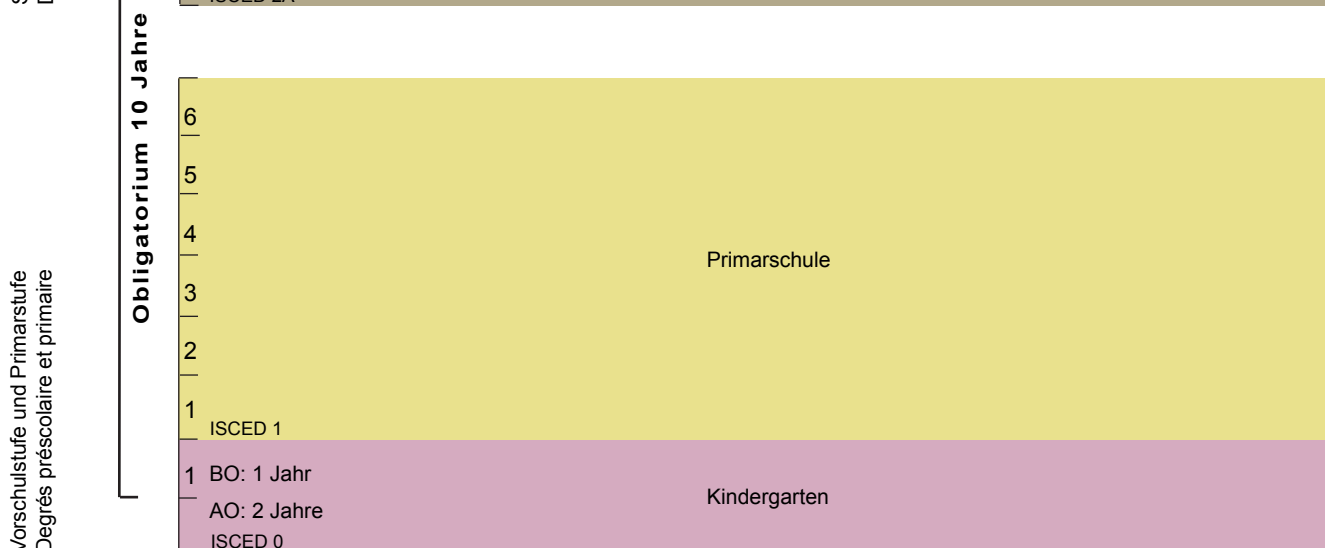 ISCED 2A
Obligatorium 10 Jahre
6
5
4
Primarschule
3
2
1
ISCED 1
Vorschulstufe und Primarstufe
Degrés préscolaire et primaire
1 BO: 1 Jahr
Kindergarten
AO: 2 Jahre
ISCED 0